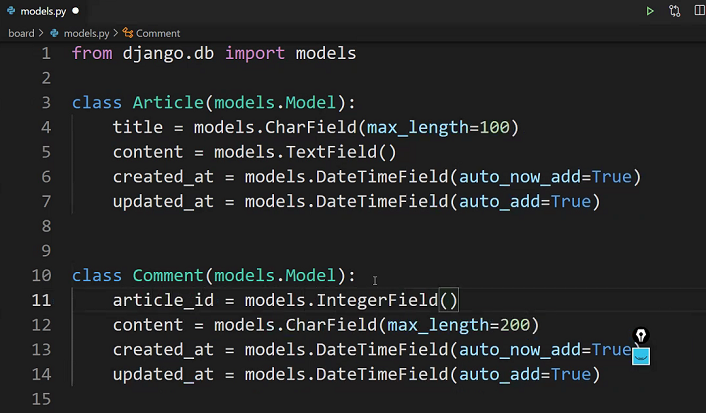 models.py
board > models.py > Comment
1 from django.db import models
2
3 class Article(models.Model):
4     title = models.CharField(max_length=100)
5     content = models.TextField()
6     created_at = models.DateTimeField(auto_now_add=True)
7     updated_at = models.DateTimeField(auto_add=True)
8
9
10 class Comment(models.Model):
11     article_id = models.IntegerField()
12     content = models.CharField(max_length=200)
13     created_at = models.DateTimeField(auto_now_add=True)
14     updated_at = models.DateTimeField(auto_add=True)
15